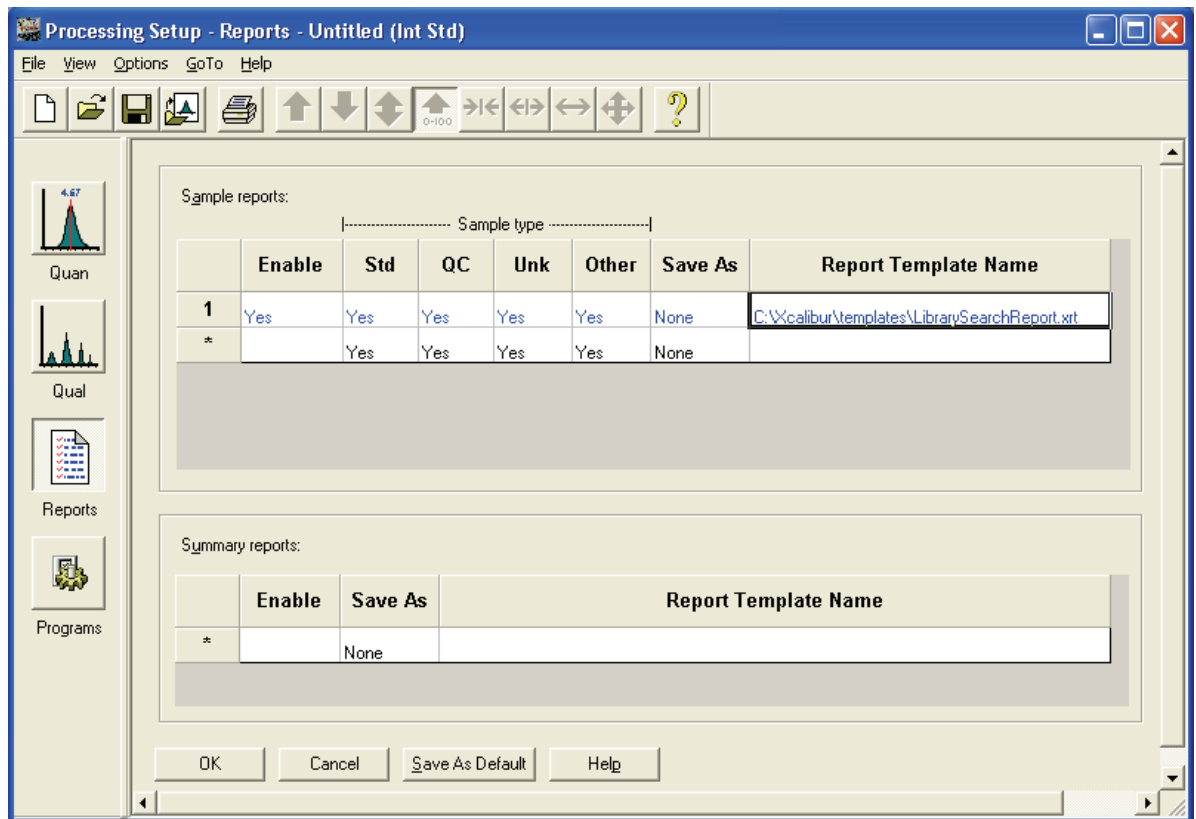 Processing Setup - Reports - Untitled (Int Std)
File View Options GoTo Help
0-100
4.67
Quan
Qual
Reports
Programs
Sample reports:
|---------------------- Sample type ---------------------|
Enable Std QC Unk Other Save As Report Template Name
1 Yes Yes Yes Yes Yes None C:\Xcalibur\templates\LibrarySearchReport.xrt
* Yes Yes Yes Yes None
Summary reports:
Enable Save As Report Template Name
* None
OK Cancel Save As Default Help